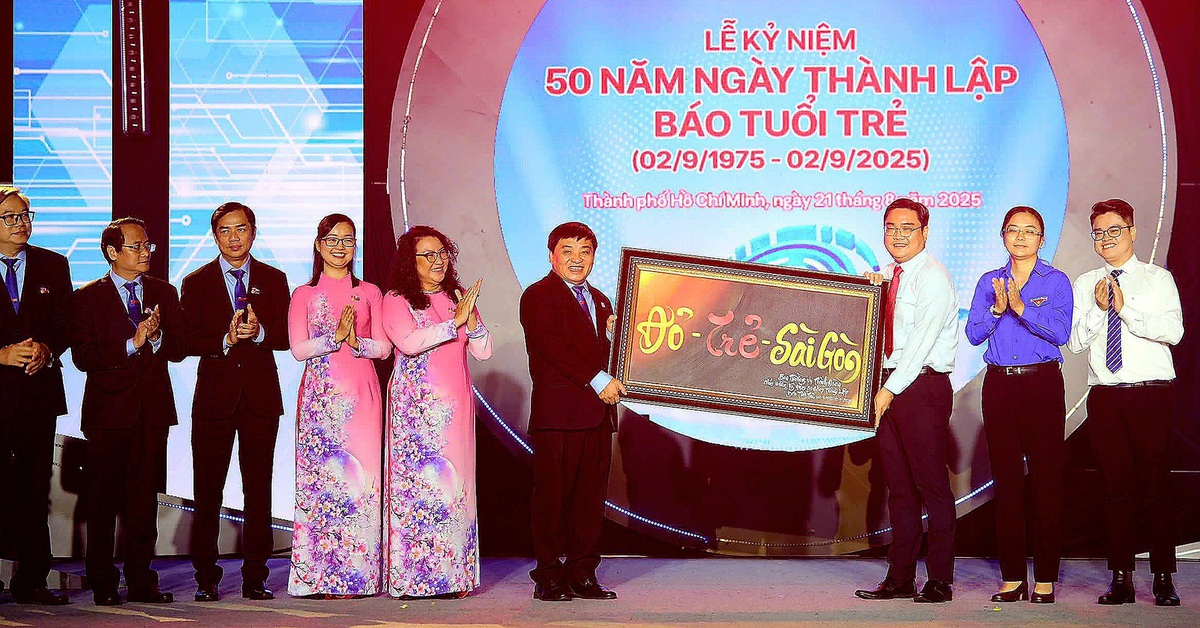 LỄ KỶ NIỆM
50 NĂM NGÀY THÀNH LẬP
BÁO TUỔI TRẺ
(02/9/1975 - 02/9/2025)
Thành phố Hồ Chí Minh, ngày 21 tháng 8 năm 2025
Đỏ - Trẻ - Sài Gòn